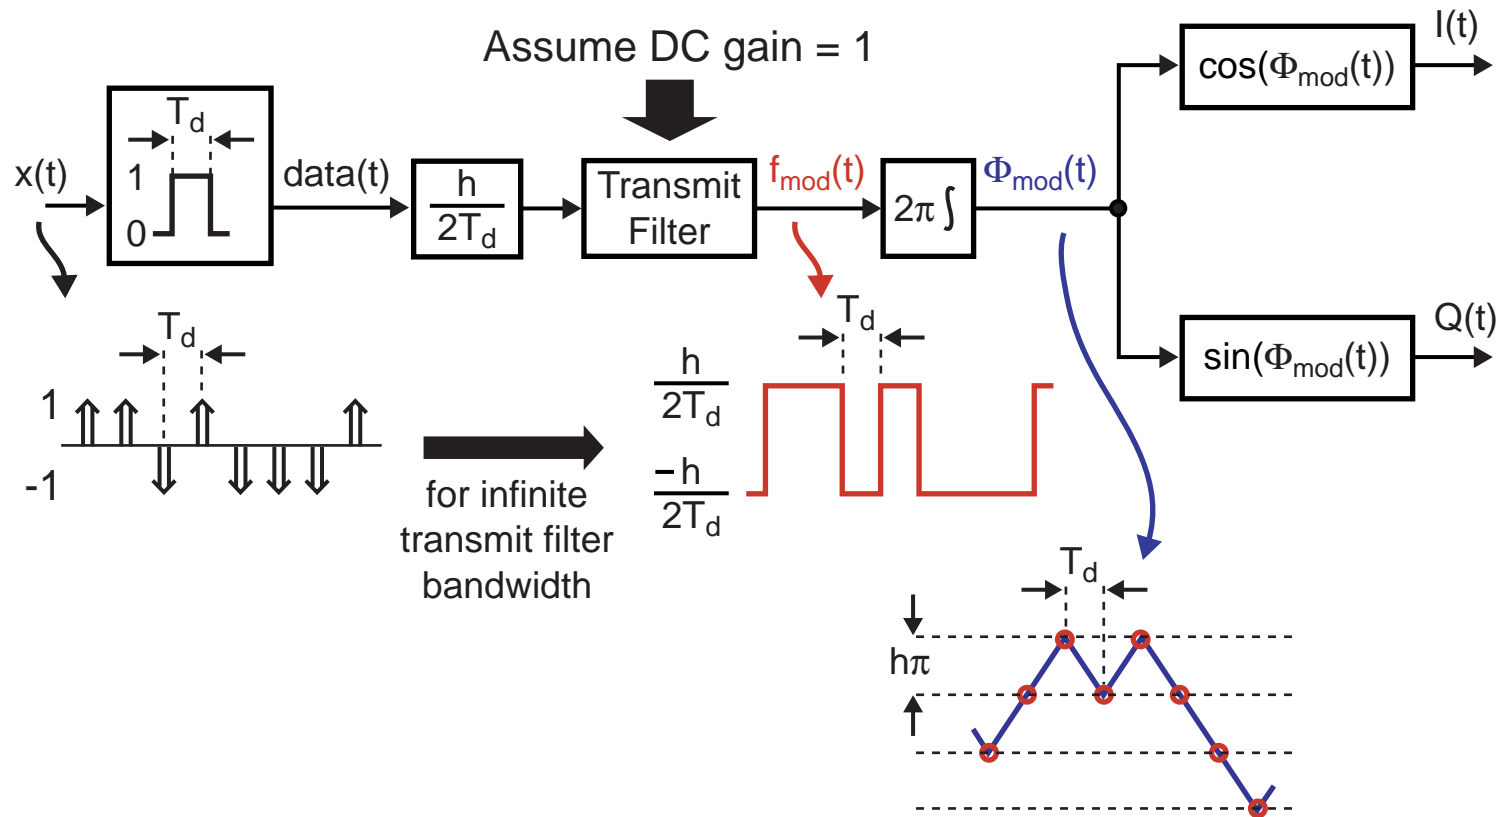 Assume DC gain = 1
I(t)
cos(Φmod(t))
Td
x(t)
1
0
data(t)
h
2Td
Transmit
Filter
fmod(t)
2π∫
Φmod(t)
Td
1
-1
for infinite
transmit filter
bandwidth
Td
h
2Td
−h
2Td
Q(t)
sin(Φmod(t))
Td
hπ